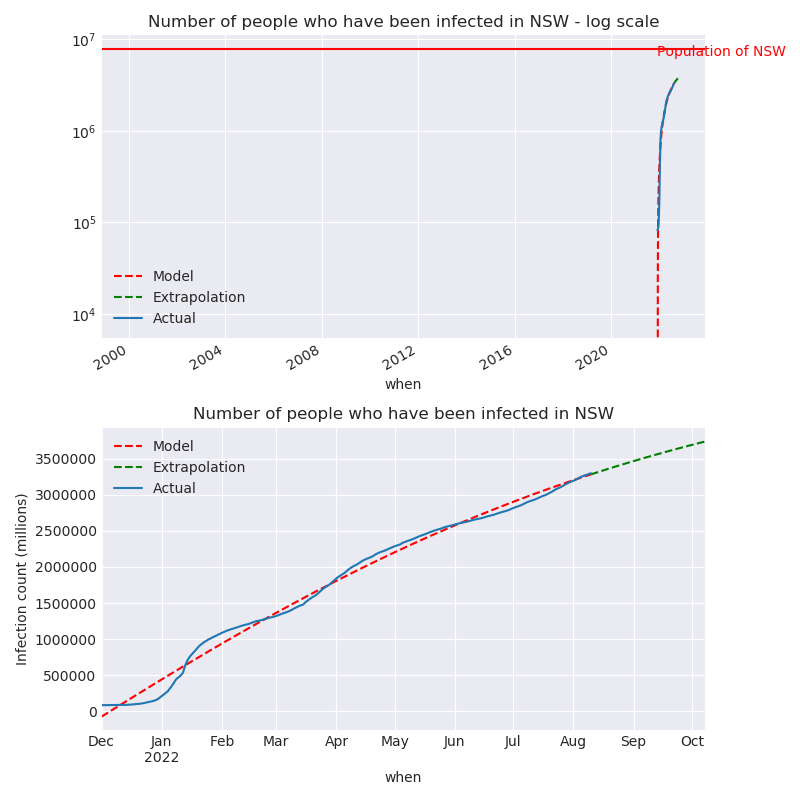 Number of people who have been infected in NSW - log scale
10^7
Population of NSW
10^6
10^5
10^4
Model
Extrapolation
Actual
2000
2004
2008
2012
2016
2020
when
Number of people who have been infected in NSW
Infection count (millions)
3500000
3000000
2500000
2000000
1500000
1000000
500000
0
Model
Extrapolation
Actual
Dec
Jan
2022
Feb
Mar
Apr
May
Jun
Jul
Aug
Sep
Oct
when